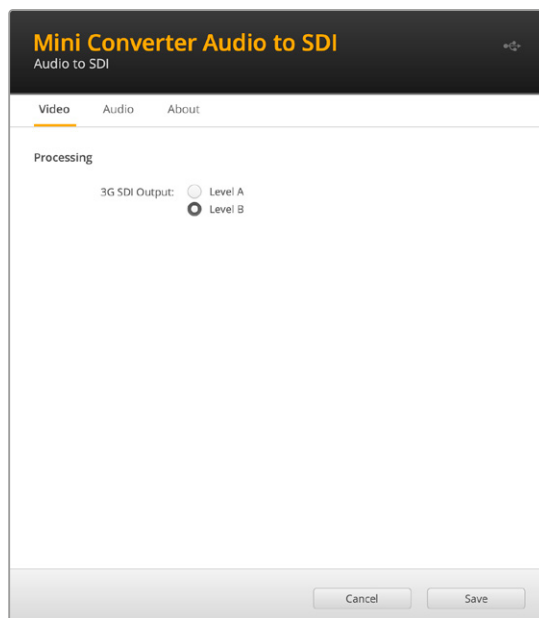 Mini Converter Audio to SDI
Audio to SDI
Video Audio About
Processing
3G SDI Output: Level A
Level B
Cancel Save